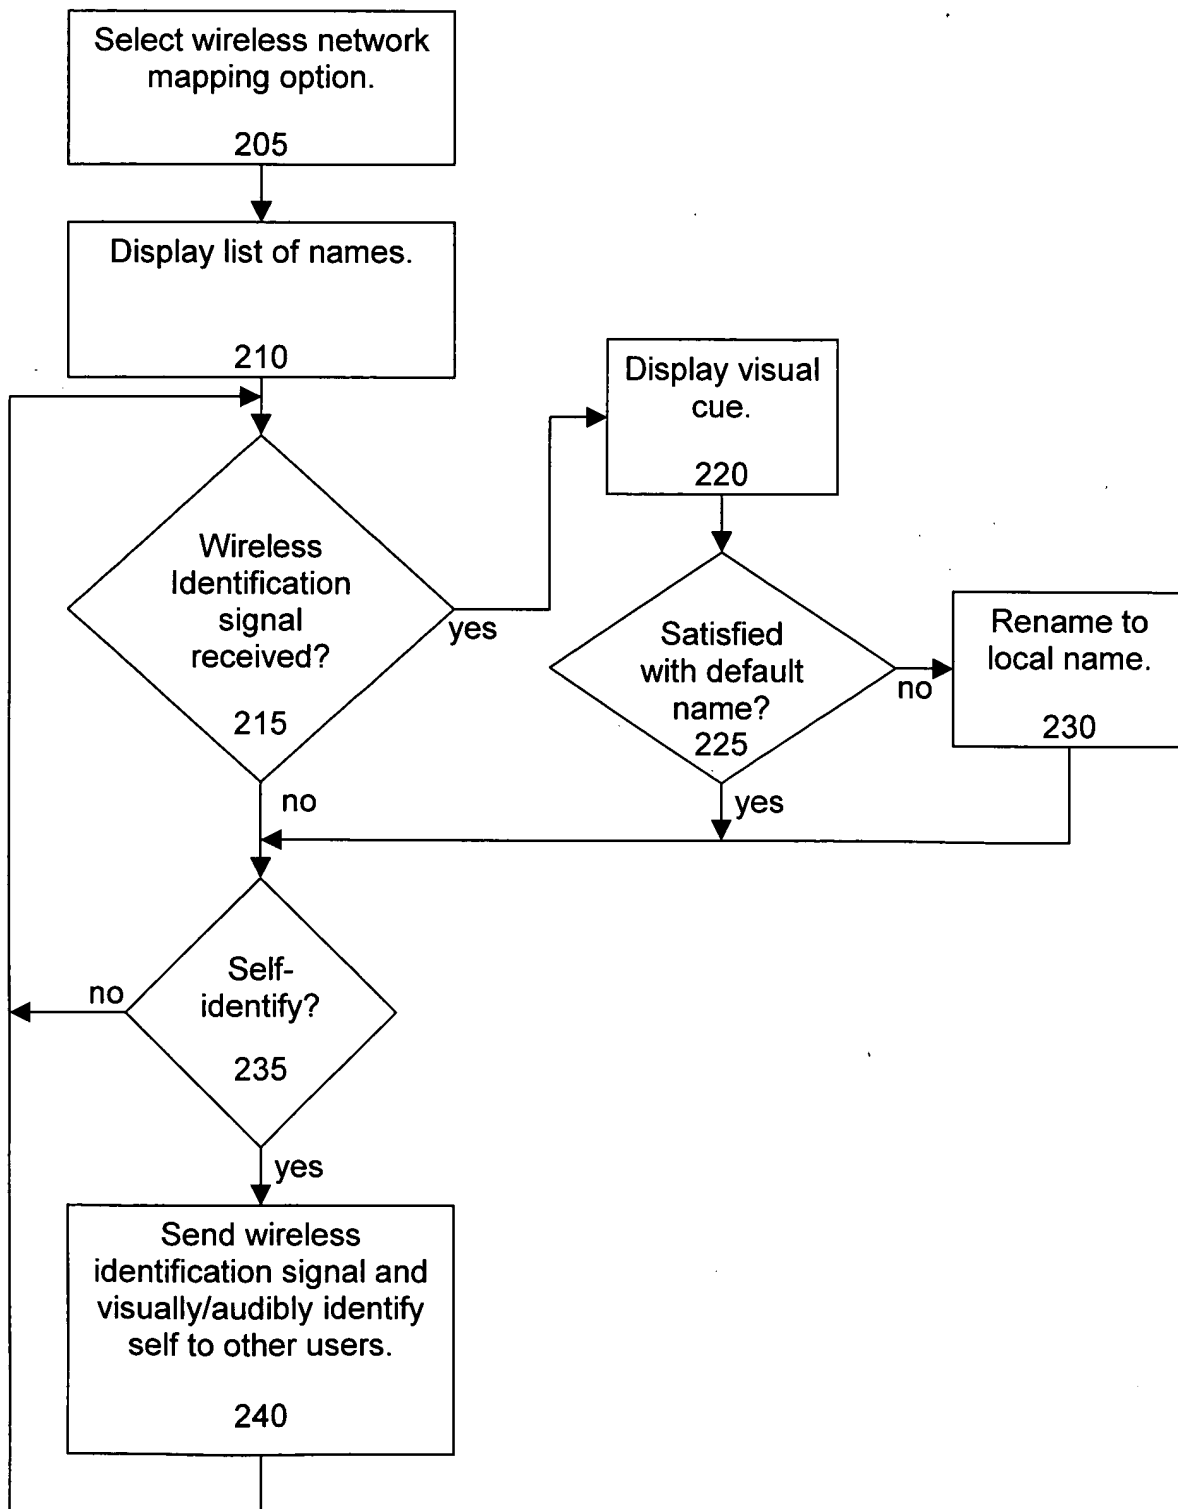 Select wireless network
mapping option.
205
Display list of names.
210
Display visual
cue.
220
Wireless
Identification
signal
received?
215
yes
no
Satisfied
with default
name?
225
no
yes
Rename to
local name.
230
Self-
identify?
235
no
yes
Send wireless
identification signal and
visually/audibly identify
self to other users.
240